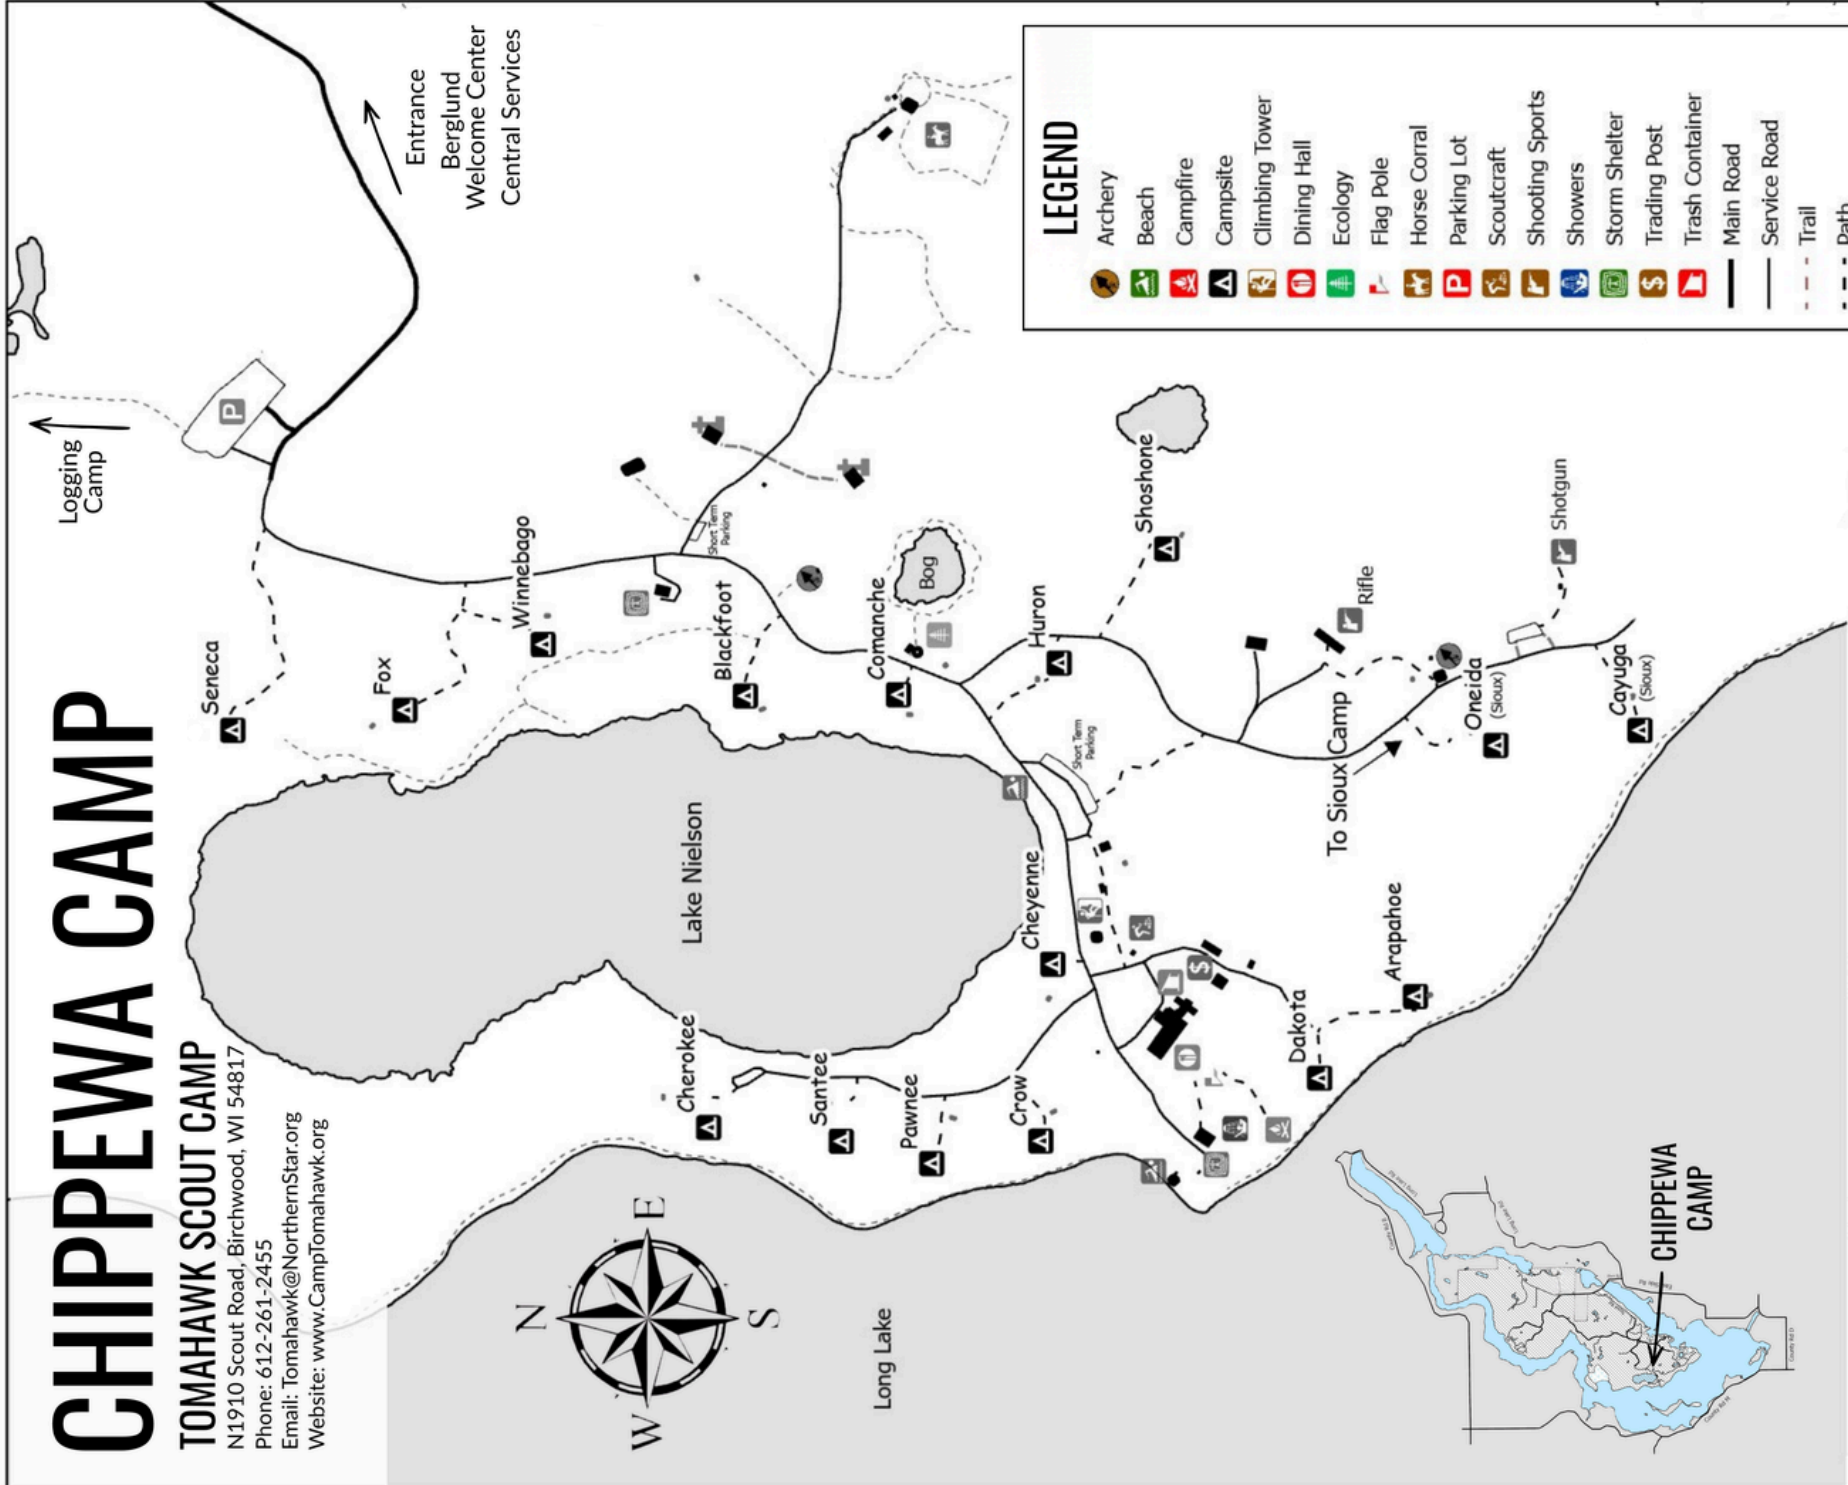 CHIPPEWA CAMP
TOMAHAWK SCOUT CAMP
N1910 Scout Road, Birchwood, WI 54817
Phone: 612-261-2455
Email: Tomahawk@NorthernStar.org
Website: www.CampTomahawk.org
Logging
Camp
Entrance
Berglund
Welcome Center
Central Services
P
Seneca
Fox
Winnebago
Short Term
Parking
Blackfoot
Comanche
Bog
Huron
Shoshone
Lake Nielson
Short Term
Parking
Rifle
Shotgun
To Sioux Camp
Oneida
(Sioux)
Cayuga
(Sioux)
Cheyenne
Cherokee
Santee
Pawnee
Crow
$
Dakota
Arapahoe
N
E
S
W
Long Lake
LEGEND
Archery
Beach
Campfire
Campsite
Climbing Tower
Dining Hall
Ecology
Flag Pole
Horse Corral
P Parking Lot
Scoutcraft
Shooting Sports
Showers
Storm Shelter
$ Trading Post
Trash Container
Main Road
Service Road
Trail
Path
CHIPPEWA
CAMP
County Rd D